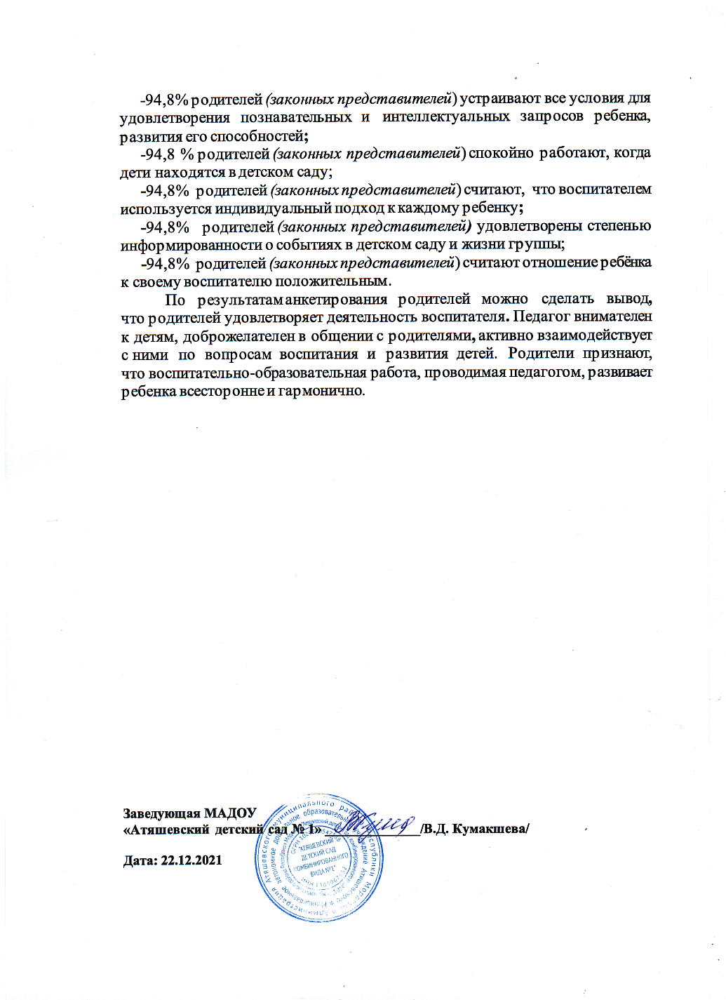 -94,8% родителей (законных представителей) устраивают все условия для
удовлетворения познавательных и интеллектуальных запросов ребенка,
развития его способностей;
-94,8 % родителей (законных представителей) спокойно работают, когда
дети находятся в детском саду;
-94,8% родителей (законных представителей) считают, что воспитателем
используется индивидуальный подход к каждому ребенку;
-94,8% родителей (законных представителей) удовлетворены степенью
информированности о событиях в детском саду и жизни группы;
-94,8% родителей (законных представителей) считают отношение ребёнка
к своему воспитателю положительным.
По результатам анкетирования родителей можно сделать вывод,
что родителей удовлетворяет деятельность воспитателя. Педагог внимателен
к детям, доброжелателен в общении с родителями, активно взаимодействует
с ними по вопросам воспитания и развития детей. Родители признают,
что воспитательно-образовательная работа, проводимая педагогом, развивает
ребенка всесторонне и гармонично.
Заведующая МАДОУ
«Атяшевский детский сад № 1» ______________/В.Д. Кумакшева/
Дата: 22.12.2021
"АТЯШЕВСКИЙ
ДЕТСКИЙ САД
КОМБИНИРОВАННОГО
ВИДА №1"